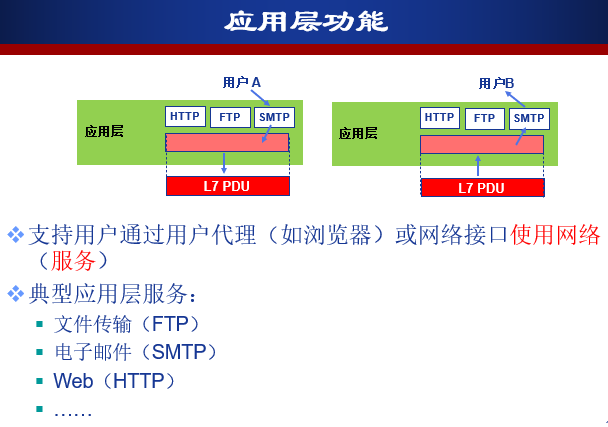 应用层功能
用户 A
用户B
应用层
HTTP
FTP
SMTP
应用层
HTTP
FTP
SMTP
L7 PDU
L7 PDU
支持用户通过用户代理（如浏览器）或网络接口使用网络
（服务）
典型应用层服务：
文件传输（FTP）
电子邮件（SMTP）
Web（HTTP）
……